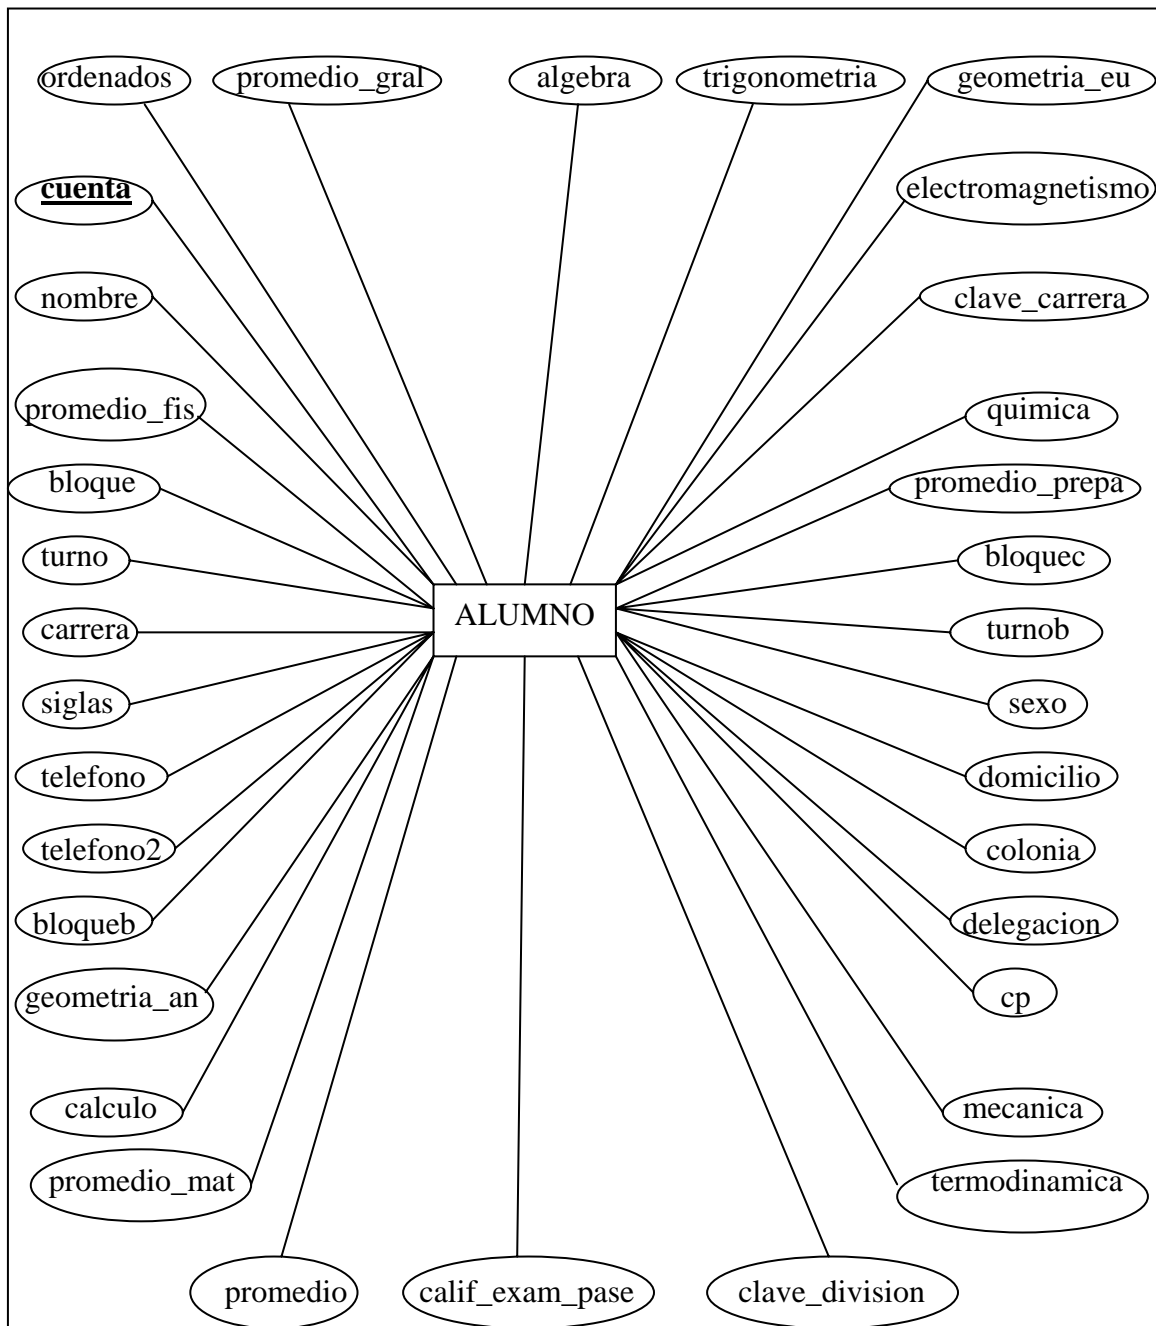 ordenados
promedio_gral
algebra
trigonometria
geometria_eu
cuenta
electromagnetismo
nombre
clave_carrera
promedio_fis
quimica
bloque
promedio_prepa
turno
bloquec
ALUMNO
carrera
turnob
siglas
sexo
telefono
domicilio
telefono2
colonia
bloqueb
delegacion
geometria_an
cp
calculo
mecanica
promedio_mat
termodinamica
promedio
calif_exam_pase
clave_division